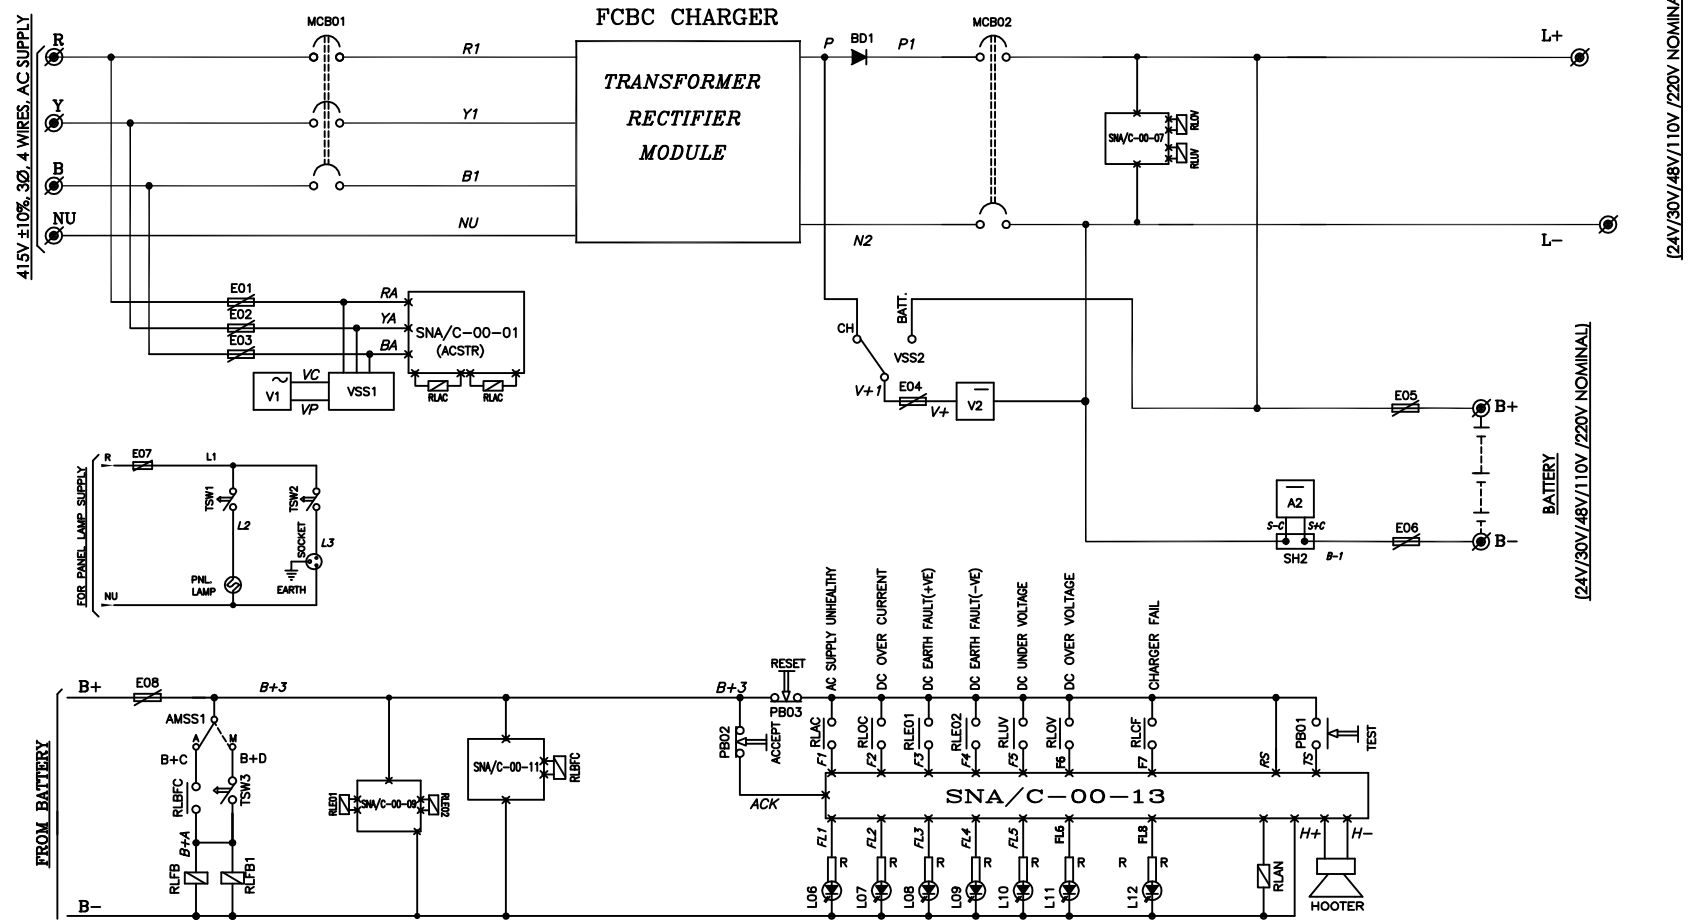 FCBC CHARGER
415V ±10%, 3Ø, 4 WIRES, AC SUPPLY
R
Y
B
NU
MCB01
R1
Y1
B1
NU
TRANSFORMER
RECTIFIER
MODULE
P
BD1
P1
N2
MCB02
SNA/C-00-07
RLOV
RLUV
L+
L-
(24V/30V/48V/110V /220V NOMINA
E01
E02
E03
RA
YA
BA
SNA/C-00-01
(ACSTR)
RLAC
RLAC
V1
VC
VP
VSS1
CH
BATT.
VSS2
V+1
E04
V+
V2
E05
B+
A2
S-C
S+C
SH2
B-1
E06
B-
BATTERY
(24V/30V/48V/110V /220V NOMINAL)
FOR PANEL LAMP SUPPLY
R
E07
L1
TSW1
TSW2
L2
SOCKET
L3
PNL.
LAMP
EARTH
NU
FROM BATTERY
B+
E08
B+3
AMSS1
A
M
B+C
B+D
RLBFC
TSW3
B+A
RLFB
RLFB1
B-
RLE01
SNA/C-00-09
RLE02
SNA/C-00-11
RLBFC
B+3
RESET
PB03
PB02
ACCEPT
ACK
AC SUPPLY UNHEALTHY
DC OVER CURRENT
DC EARTH FAULT(+VE)
DC EARTH FAULT(-VE)
DC UNDER VOLTAGE
DC OVER VOLTAGE
CHARGER FAIL
RLAC
RLOC
RLE01
RLE02
RLUV
RLOV
RLCF
PB01
TEST
F1
F2
F3
F4
F5
F6
F7
RS
TS
SNA/C-00-13
FL1
FL2
FL3
FL4
FL5
FL6
FL8
H+
H-
R
R
R
R
R
R
R
R
L06
L07
L08
L09
L10
L11
L12
RLAN
HOOTER